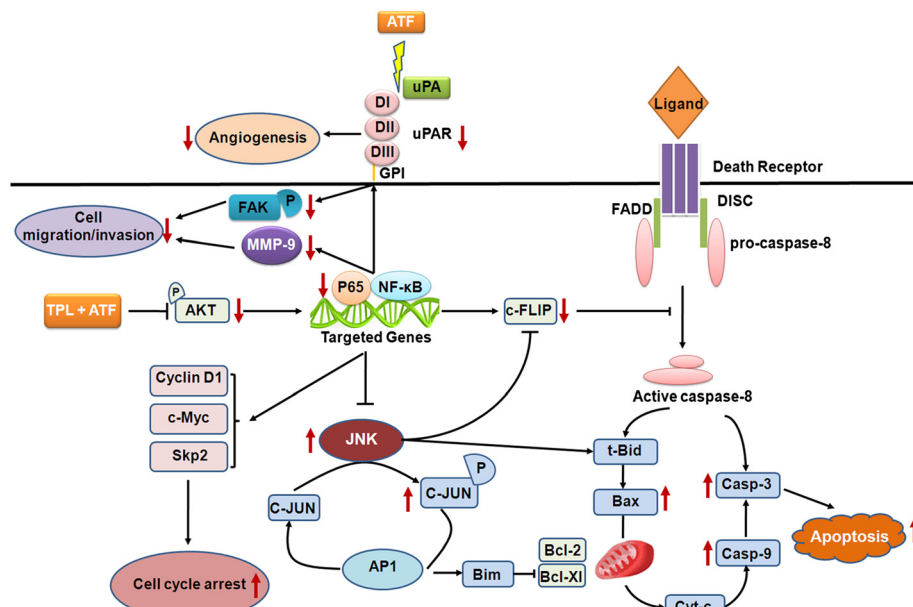 ATF
uPA
DI
DII
DIII
uPAR
GPI
Angiogenesis
Ligand
Death Receptor
FADD
DISC
pro-caspase-8
FAK
P
MMP-9
Cell
migration/invasion
TPL + ATF
P
AKT
P65
NF-κB
Targeted Genes
c-FLIP
Active caspase-8
Cyclin D1
c-Myc
Skp2
Cell cycle arrest
JNK
C-JUN
C-JUN
P
AP1
Bim
Bcl-2
Bcl-Xl
t-Bid
Bax
Casp-3
Casp-9
Apoptosis
Cyt-c